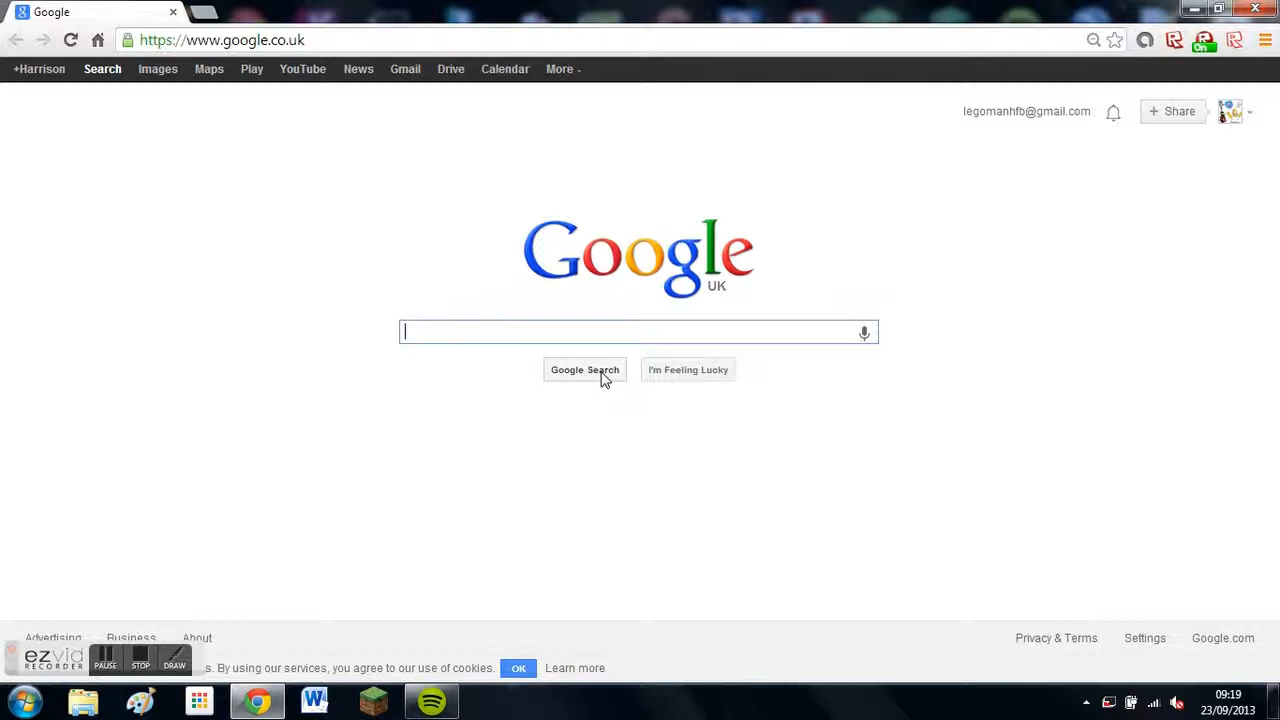 Google
https://www.google.co.uk
On
+Harrison Search Images Maps Play YouTube News Gmail Drive Calendar More
legomanhfb@gmail.com + Share
Google
UK
Google Search I'm Feeling Lucky
Advertising Business About Privacy & Terms Settings Google.com
ezvid
RECORDER
PAUSE STOP DRAW
s. By using our services, you agree to our use of cookies. OK Learn more
09:19
23/09/2013